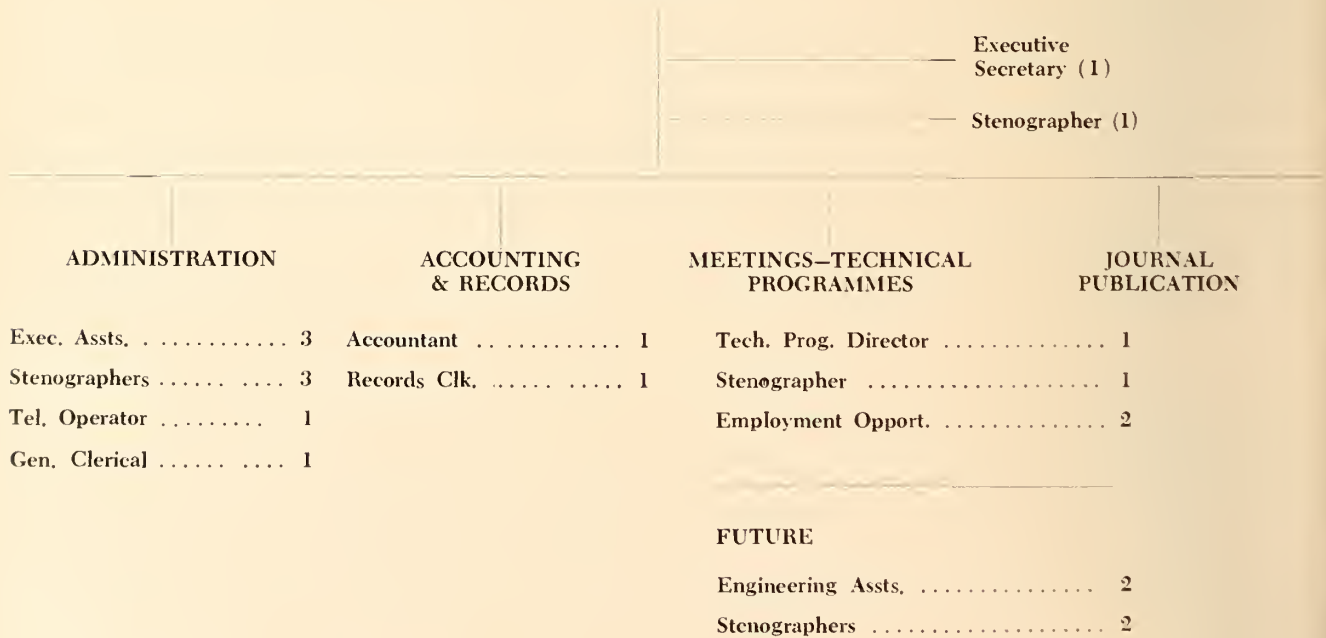 Executive
Secretary (1)
Stenographer (1)
ADMINISTRATION
Exec. Assts. ............ 3
Stenographers ...... .... 3
Tel. Operator ......... 1
Gen. Clerical ...... .... 1
ACCOUNTING
& RECORDS
Accountant ............ 1
Records Clk. ...... ..... 1
MEETINGS–TECHNICAL
PROGRAMMES
Tech. Prog. Director .............. 1
Stenographer .................... 1
Employment Opport. .............. 2
FUTURE
Engineering Assts. ............... 2
Stenographers .................... 2
JOURNAL
PUBLICATION